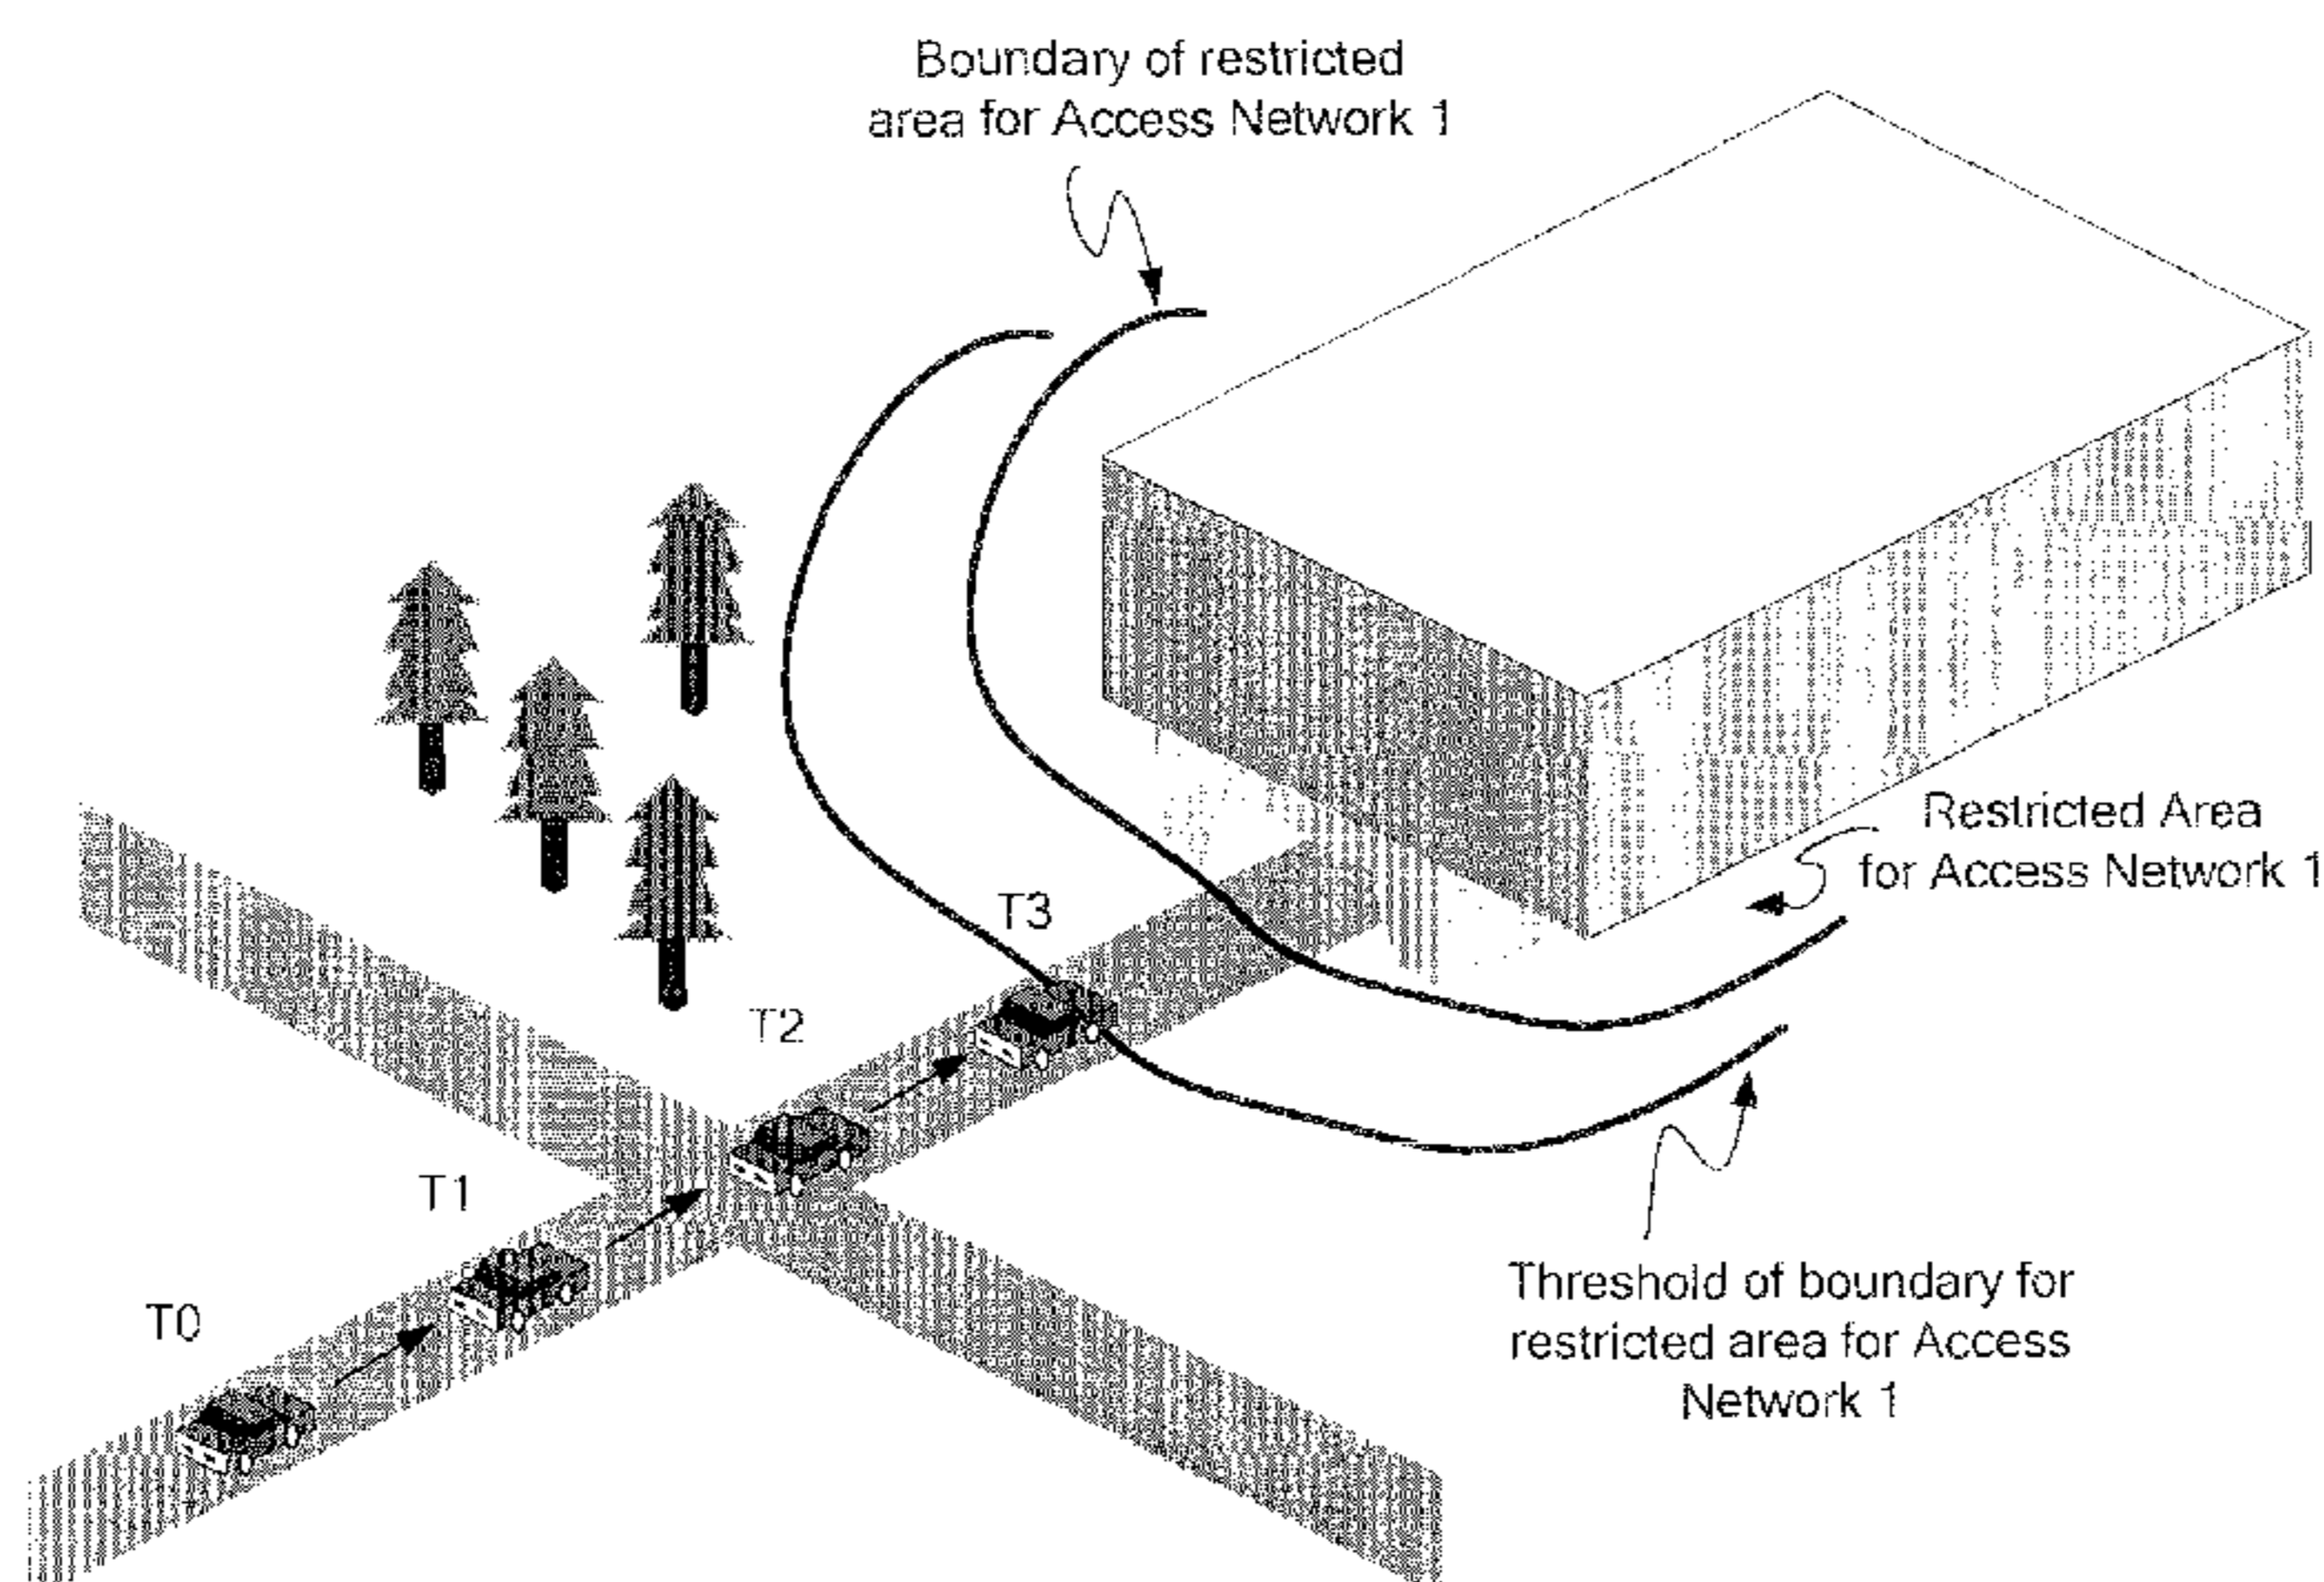 Boundary of restricted
area for Access Network 1
Restricted Area
for Access Network 1
T3
T2
T1
T0
Threshold of boundary for
restricted area for Access
Network 1